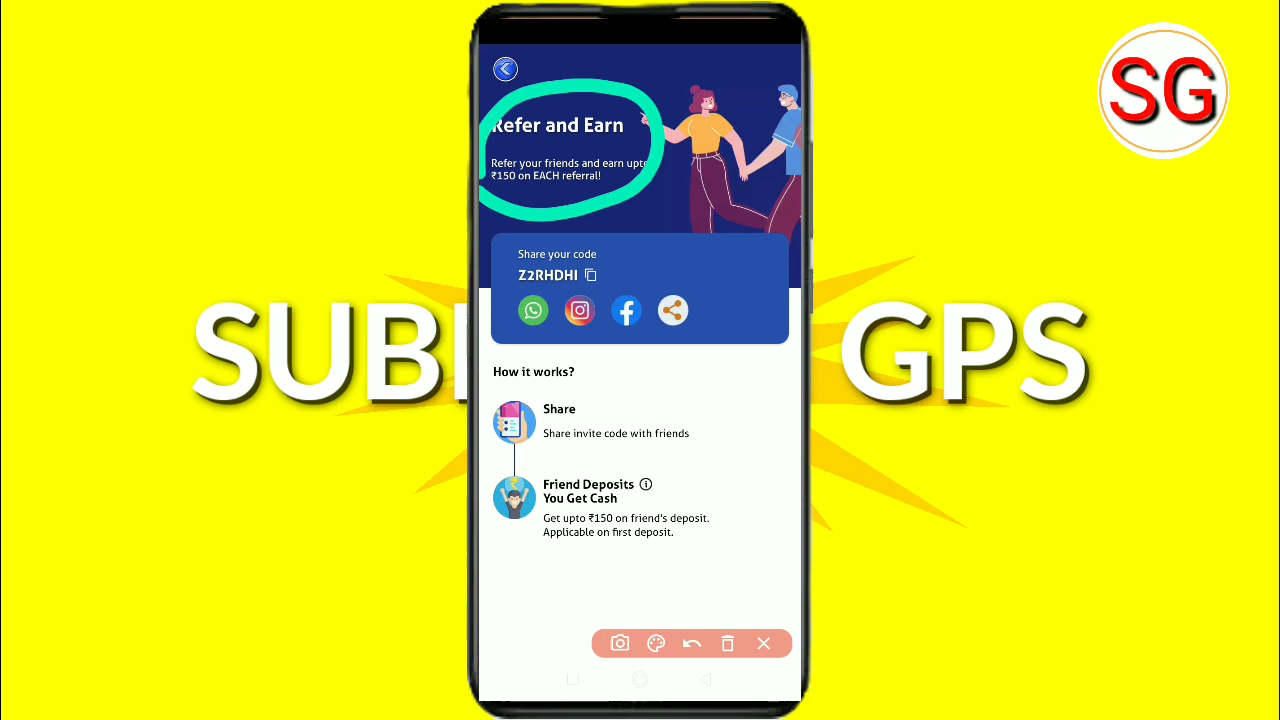 SG
Refer and Earn
Refer your friends and earn upto
₹150 on EACH referral!
Share your code
Z2RHDHI
How it works?
Share
Share invite code with friends
Friend Deposits
You Get Cash
Get upto ₹150 on friend's deposit.
Applicable on first deposit.
GPS